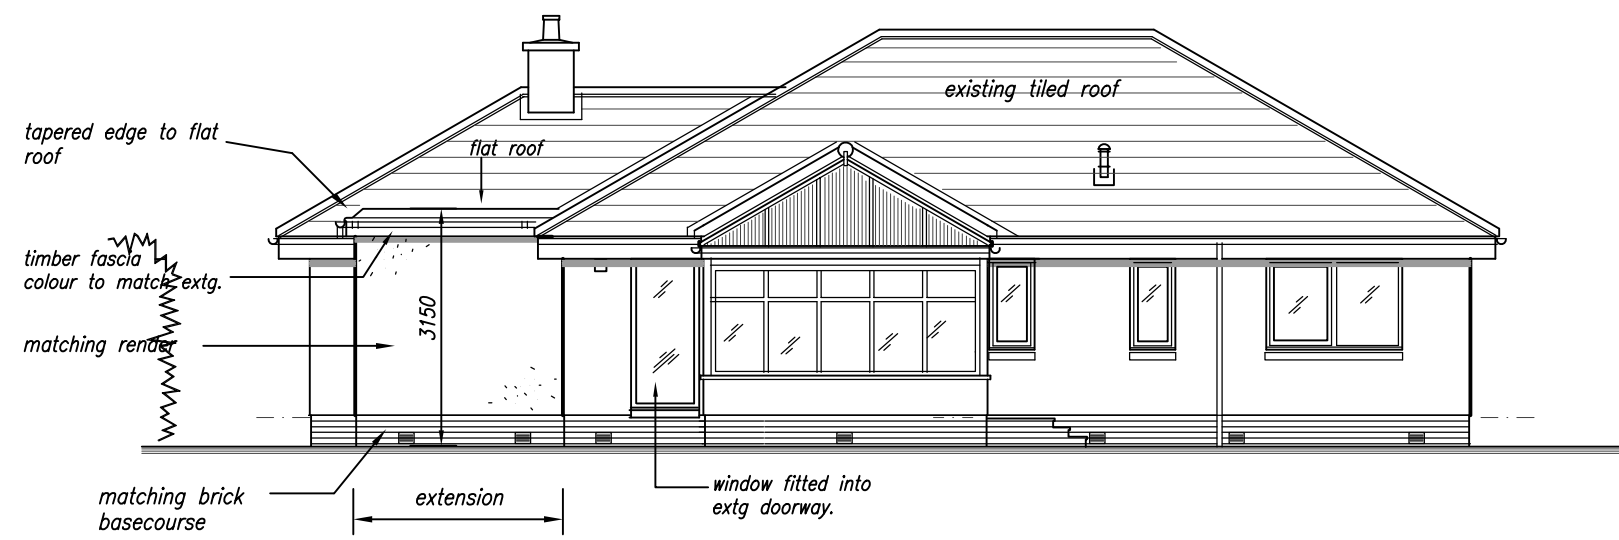 existing tiled roof
tapered edge to flat
roof
flat roof
timber fascia
colour to match extg.
3150
matching render
matching brick
basecourse
extension
window fitted into
extg doorway.